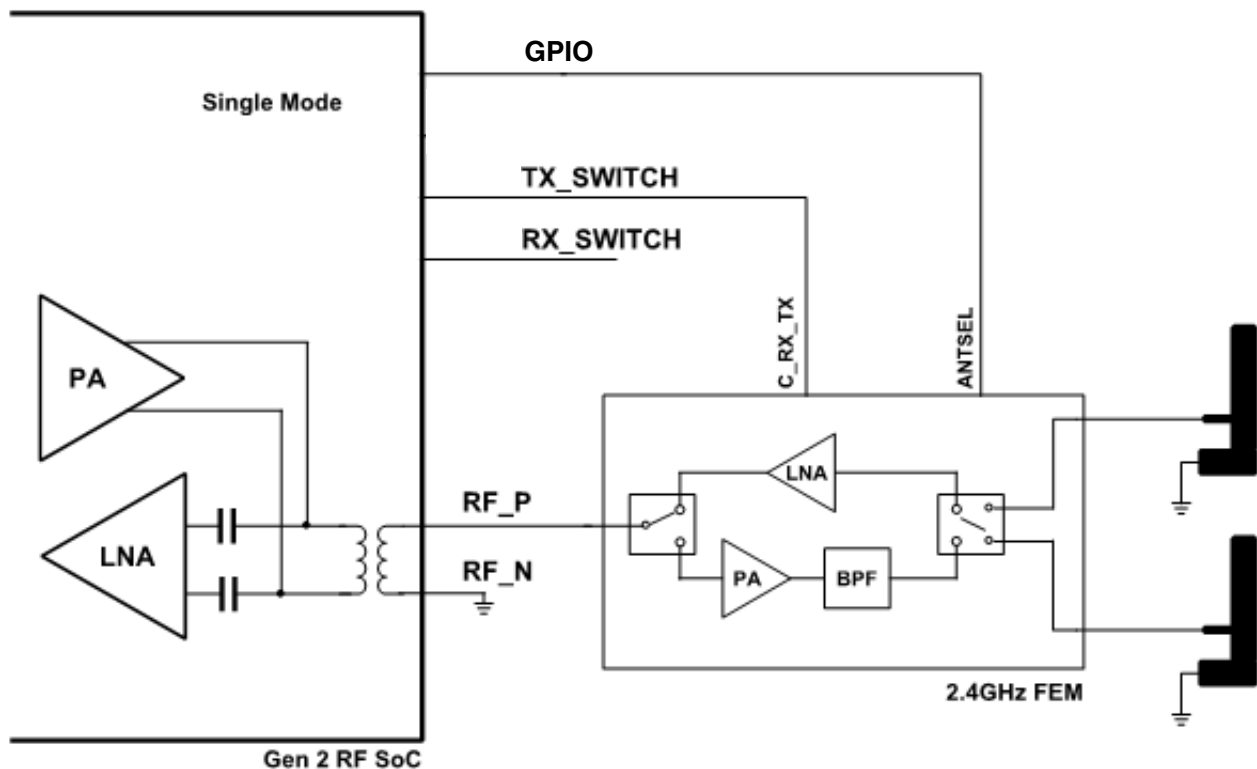 GPIO
Single Mode
TX_SWITCH
RX_SWITCH
C_RX_TX
ANTSEL
PA
LNA
LNA
RF_P
RF_N
PA
BPF
2.4GHz FEM
Gen 2 RF SoC